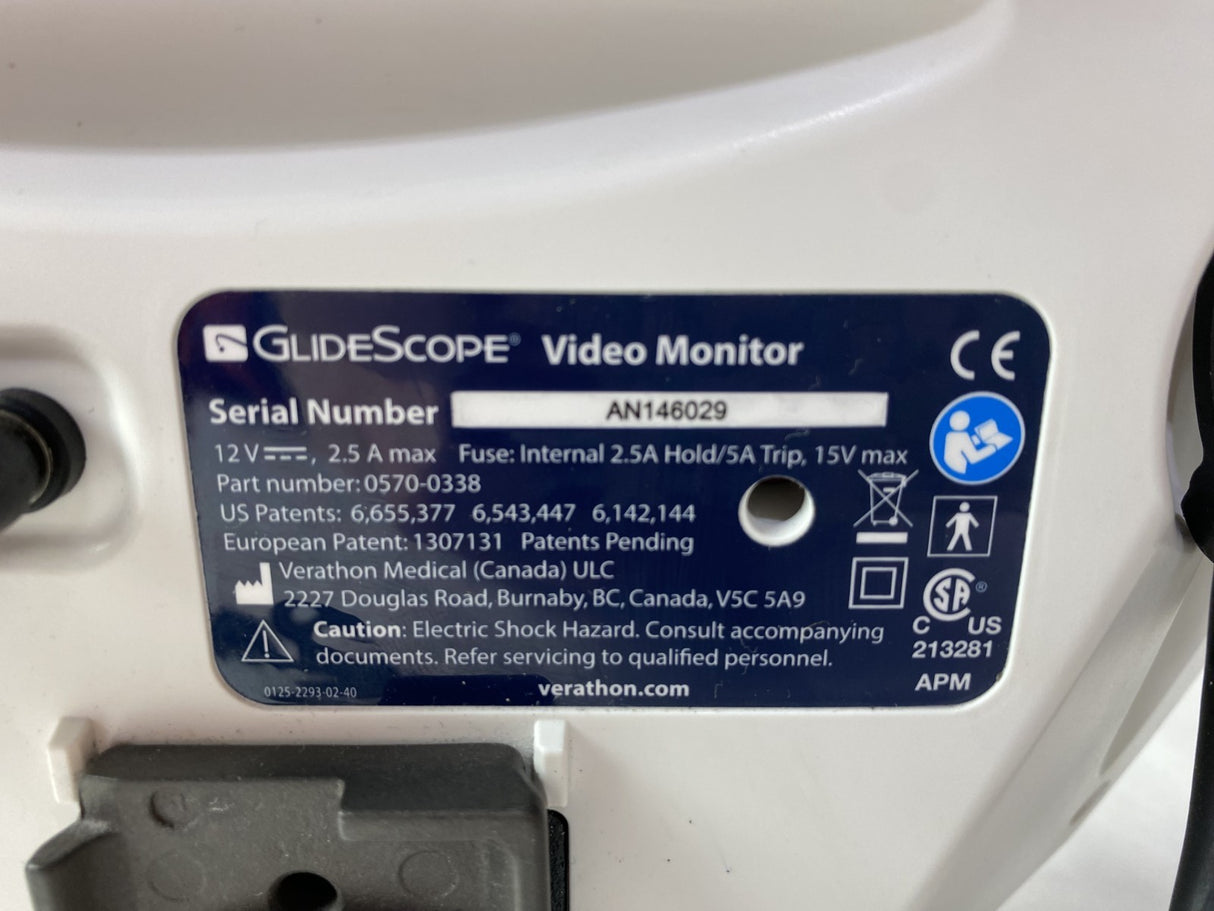 GLIDESCOPE® Video Monitor
CE
Serial Number AN146029
12 V⎓, 2.5 A max Fuse: Internal 2.5A Hold/5A Trip, 15V max
Part number: 0570-0338
US Patents: 6,655,377 6,543,447 6,142,144
European Patent: 1307131 Patents Pending
Verathon Medical (Canada) ULC
2227 Douglas Road, Burnaby, BC, Canada, V5C 5A9
Caution: Electric Shock Hazard. Consult accompanying
documents. Refer servicing to qualified personnel.
0125-2293-02-40
verathon.com
SA®
C US
213281
APM